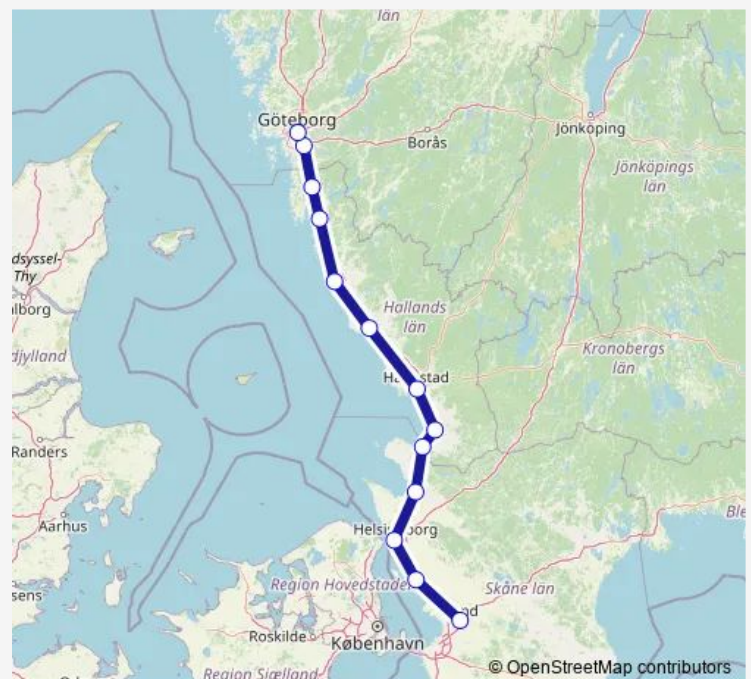 län
Göteborg
Borås
Jönköping
Jönköpings
län
dsyssel-
Thy
lborg
djylland
Hallands
län
Kronobergs
län
Randers
Aarhus
Ble
sens
Region Hovedstaden
Skåne län
Roskilde
København
Region Sjælland
© OpenStreetMap contributors